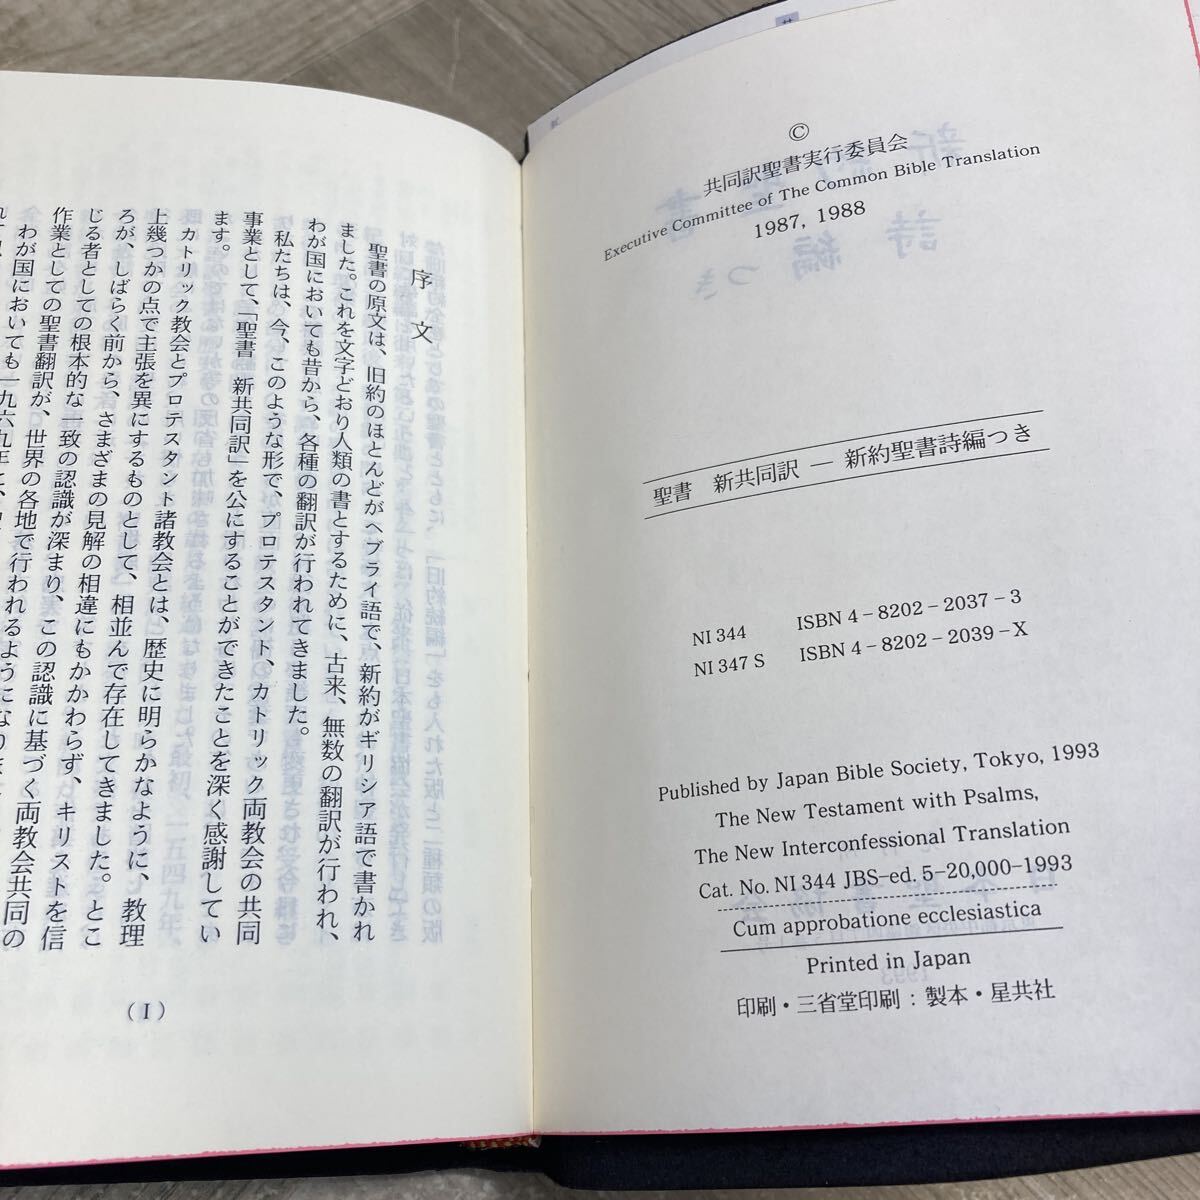 ©
共同訳聖書実行委員会
Executive Committee of The Common Bible Translation
1987, 1988
聖書 新共同訳 — 新約聖書詩編つき
NI 344 ISBN 4-8202-2037-3
NI 347 S ISBN 4-8202-2039-X
Published by Japan Bible Society, Tokyo, 1993
The New Testament with Psalms,
The New Interconfessional Translation
Cat. No. NI 344 JBS-ed. 5-20,000-1993
Cum approbatione ecclesiastica
Printed in Japan
印刷・三省堂印刷：製本・星共社
序文
聖書の原文は、旧約のほとんどがヘブライ語で、新約がギリシア語で書かれ
ました。これを文字どおり人類の書とするために、古来、無数の翻訳が行われ、
わが国においても昔から、各種の翻訳が行われてきました。
私たちは、今、このような形で、プロテスタント、カトリック両教会の共同
事業として、「聖書 新共同訳」を公にすることができたことを深く感謝してい
ます。
カトリック教会とプロテスタント諸教会とは、歴史に明らかなように、教理
上幾つかの点で主張を異にするものとして、相並んで存在してきました。とこ
ろが、しばらく前から、さまざまの見解の相違にもかかわらず、キリストを信
じる者としての根本的な一致の認識が深まり、この認識に基づく両教会共同の
作業としての聖書翻訳が、世界の各地で行われるようになりま
わが国においても一九六九年に、
(I)